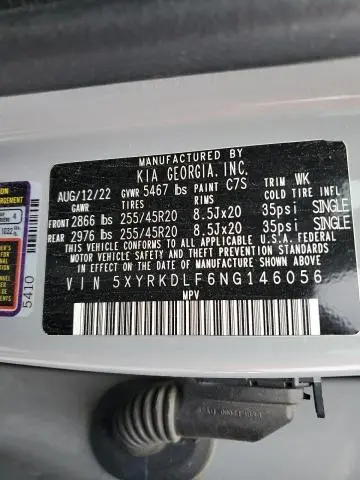 MANUFACTURED BY
KIA GEORGIA, INC.
AUG/12/22 GVWR 5467 lbs PAINT C7S TRIM WK
GAWR TIRES RIMS COLD TIRE INFL
FRONT 2866 lbs 255/45R20 8.5Jx20 35psi SINGLE
REAR 2976 lbs 255/45R20 8.5Jx20 35psi SINGLE
THIS VEHICLE CONFORMS TO ALL APPLICABLE U.S.A. FEDERAL
MOTOR VEHICLE SAFETY AND THEFT PREVENTION STANDARDS
IN EFFECT ON THE DATE OF MANUFACTURE SHOWN ABOVE.
VIN 5XYRKDLF6NG146056
MPV
5410